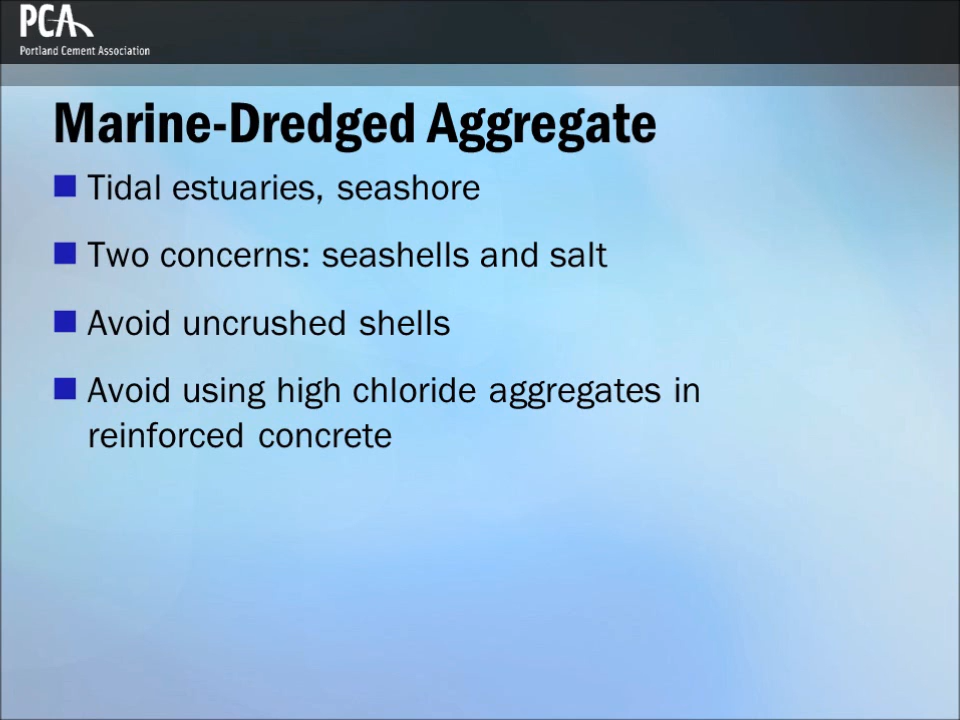 PCA
Portland Cement Association
Marine-Dredged Aggregate
Tidal estuaries, seashore
Two concerns: seashells and salt
Avoid uncrushed shells
Avoid using high chloride aggregates in
reinforced concrete